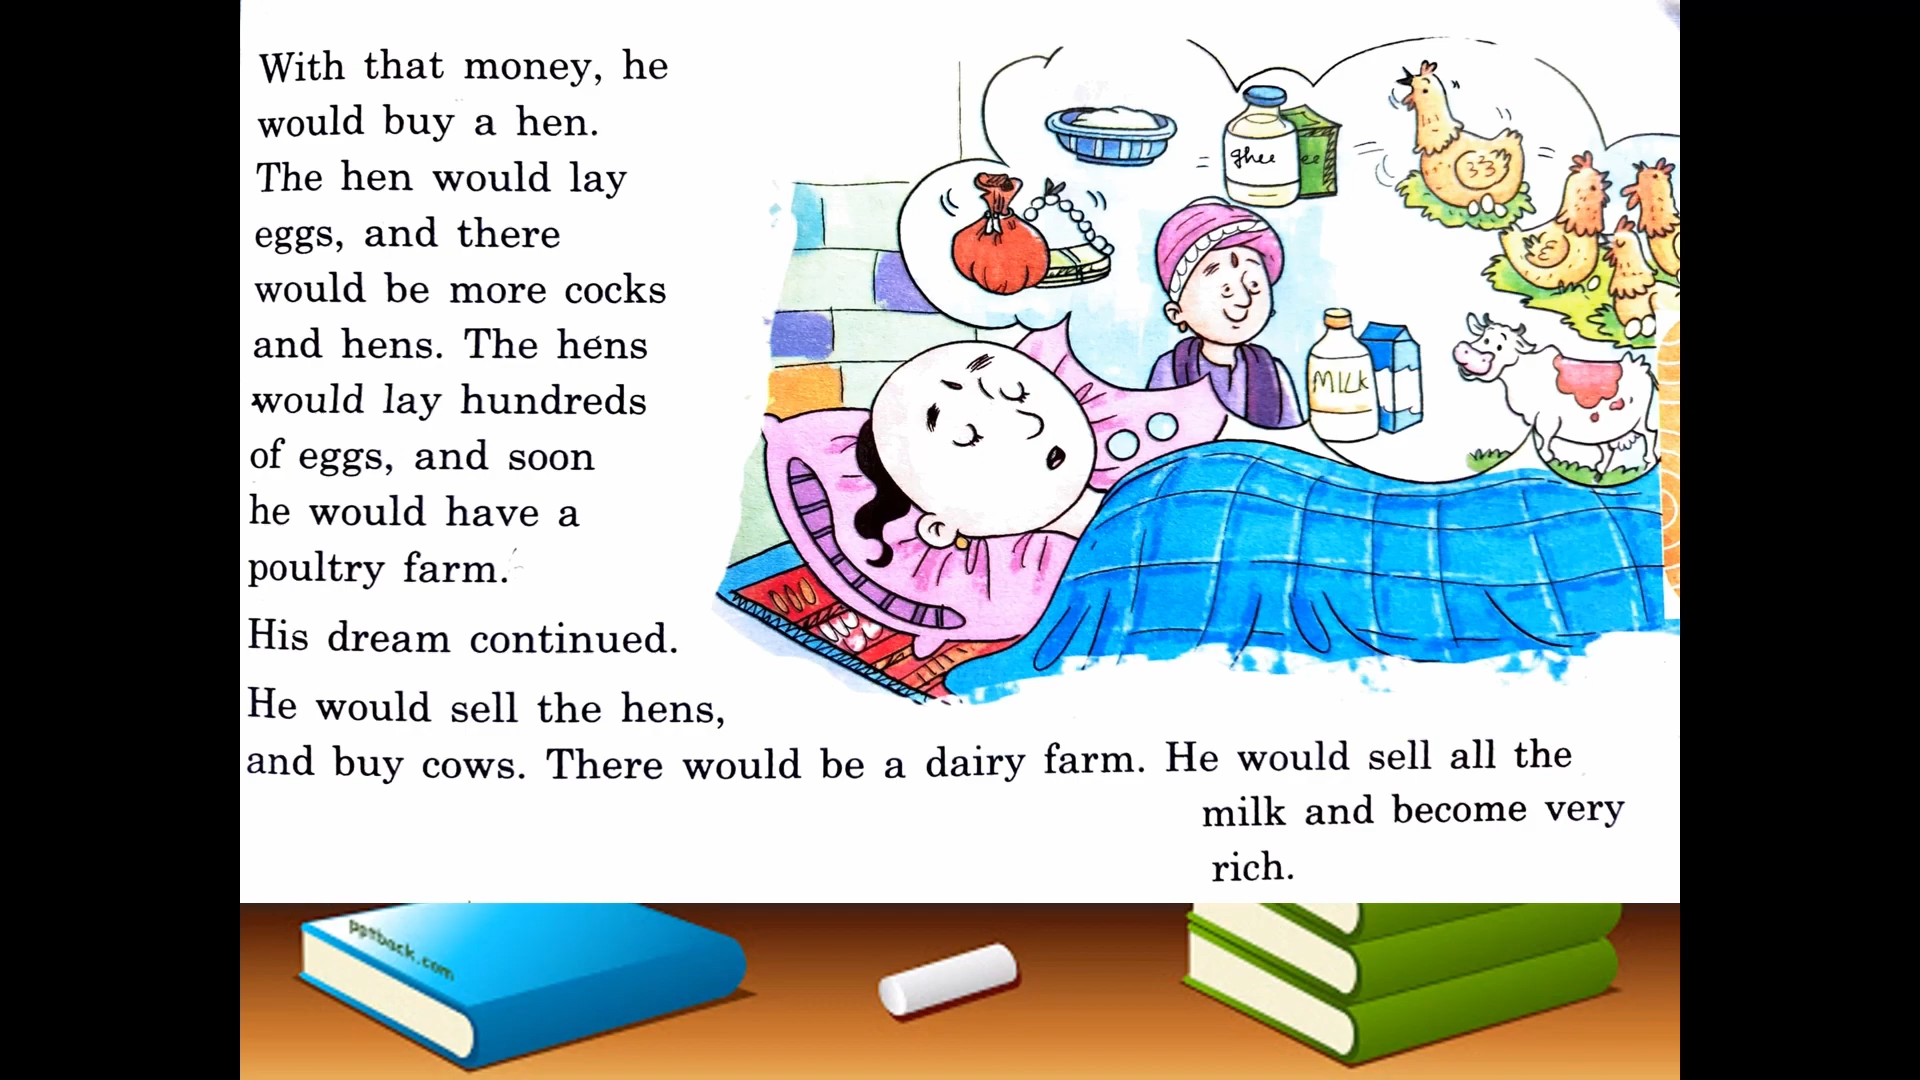 With that money, he
would buy a hen.
The hen would lay
eggs, and there
would be more cocks
and hens. The hens
would lay hundreds
of eggs, and soon
he would have a
poultry farm.
His dream continued.
He would sell the hens,
and buy cows. There would be a dairy farm. He would sell all the
milk and become very
rich.
ghee
ee
MILK
pptback.com